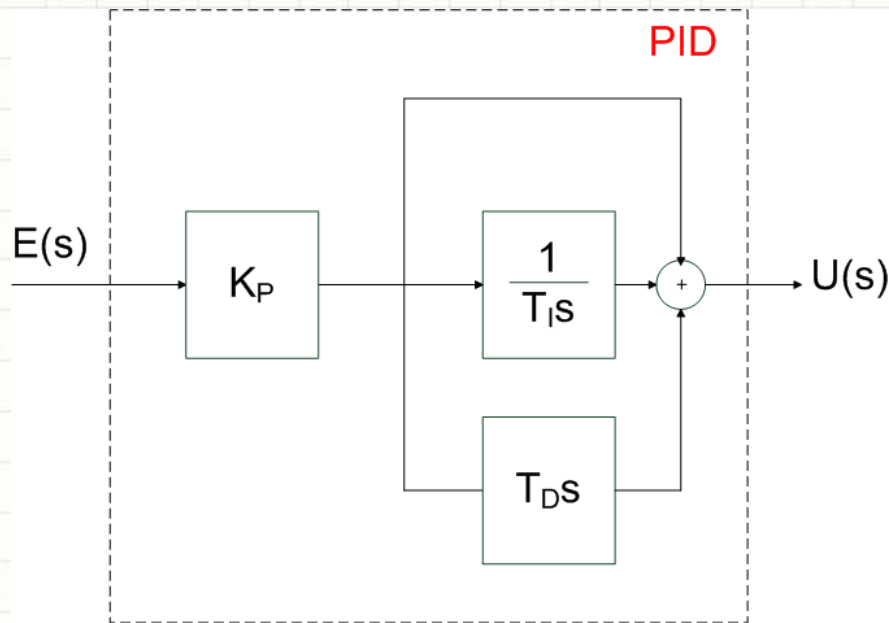 PID
E(s)
K_P
1
T_Is
+
U(s)
T_Ds